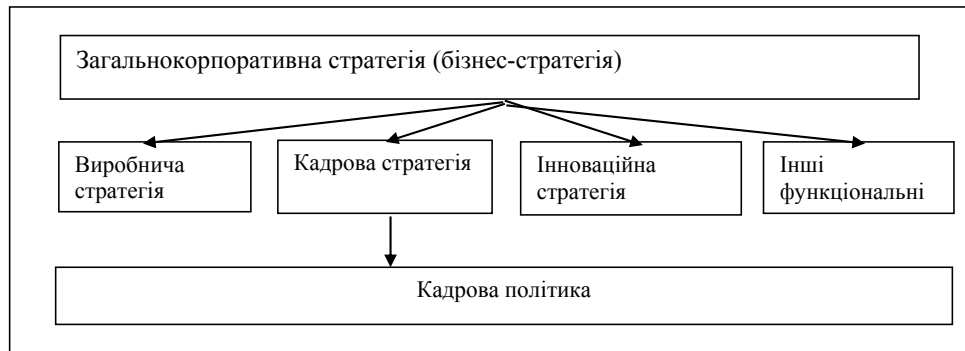 Загальнокорпоративна стратегія (бізнес-стратегія)
Виробнича
стратегія
Кадрова стратегія
Інноваційна
стратегія
Інші
функціональні
Кадрова політика